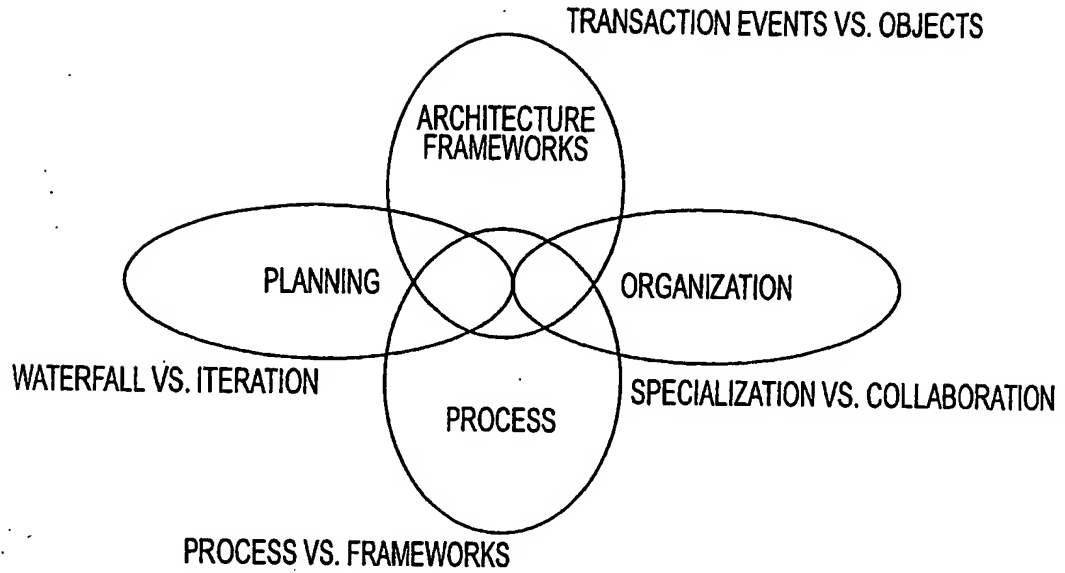 TRANSACTION EVENTS VS. OBJECTS
ARCHITECTURE
FRAMEWORKS
PLANNING
ORGANIZATION
WATERFALL VS. ITERATION
SPECIALIZATION VS. COLLABORATION
PROCESS
PROCESS VS. FRAMEWORKS